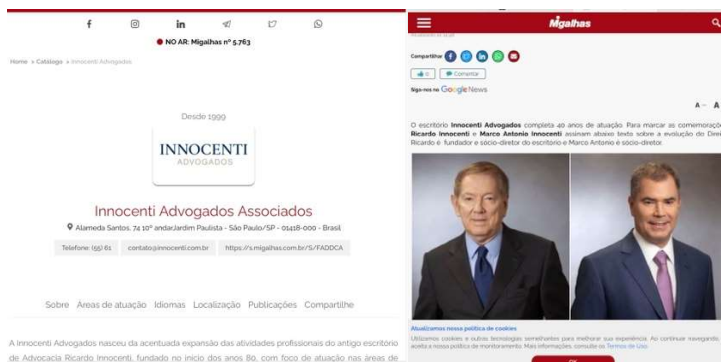 NO AR: Migalhas nº 5.763
Home » Catálogo » Innocenti Advogados
Desde 1999
INNOCENTI
ADVOGADOS
Innocenti Advogados Associados
Alameda Santos, 74 10º andarJardim Paulista - São Paulo/SP - 01418-000 - Brasil
Telefone: (55) 61 contato@innocenti.com.br https://s.migalhas.com.br/S/FADDCA
Sobre Áreas de atuação Idiomas Localização Publicações Compartilhe
A Innocenti Advogados nasceu da acentuada expansão das atividades profissionais do antigo escritório
de Advocacia Ricardo Innocenti, fundado no início dos anos 80, com foco de atuação nas áreas de
Migalhas
Compartilhar
0 Comentar
Siga-nos no Google News
A- A
O escritório Innocenti Advogados completa 40 anos de atuação. Para marcar as comemoraçõ
Ricardo Innocenti e Marco Antonio Innocenti assinam abaixo texto sobre a evolução do Direi
Ricardo é fundador e sócio-diretor do escritório e Marco Antonio é sócio-diretor.
Atualizamos nossa política de cookies
Utilizamos cookies e outras tecnologias semelhantes para melhorar sua experiência. Ao continuar navegando,
aceita a nossa política de monitoramento. Mais informações, consulte os Termos de Uso
OK